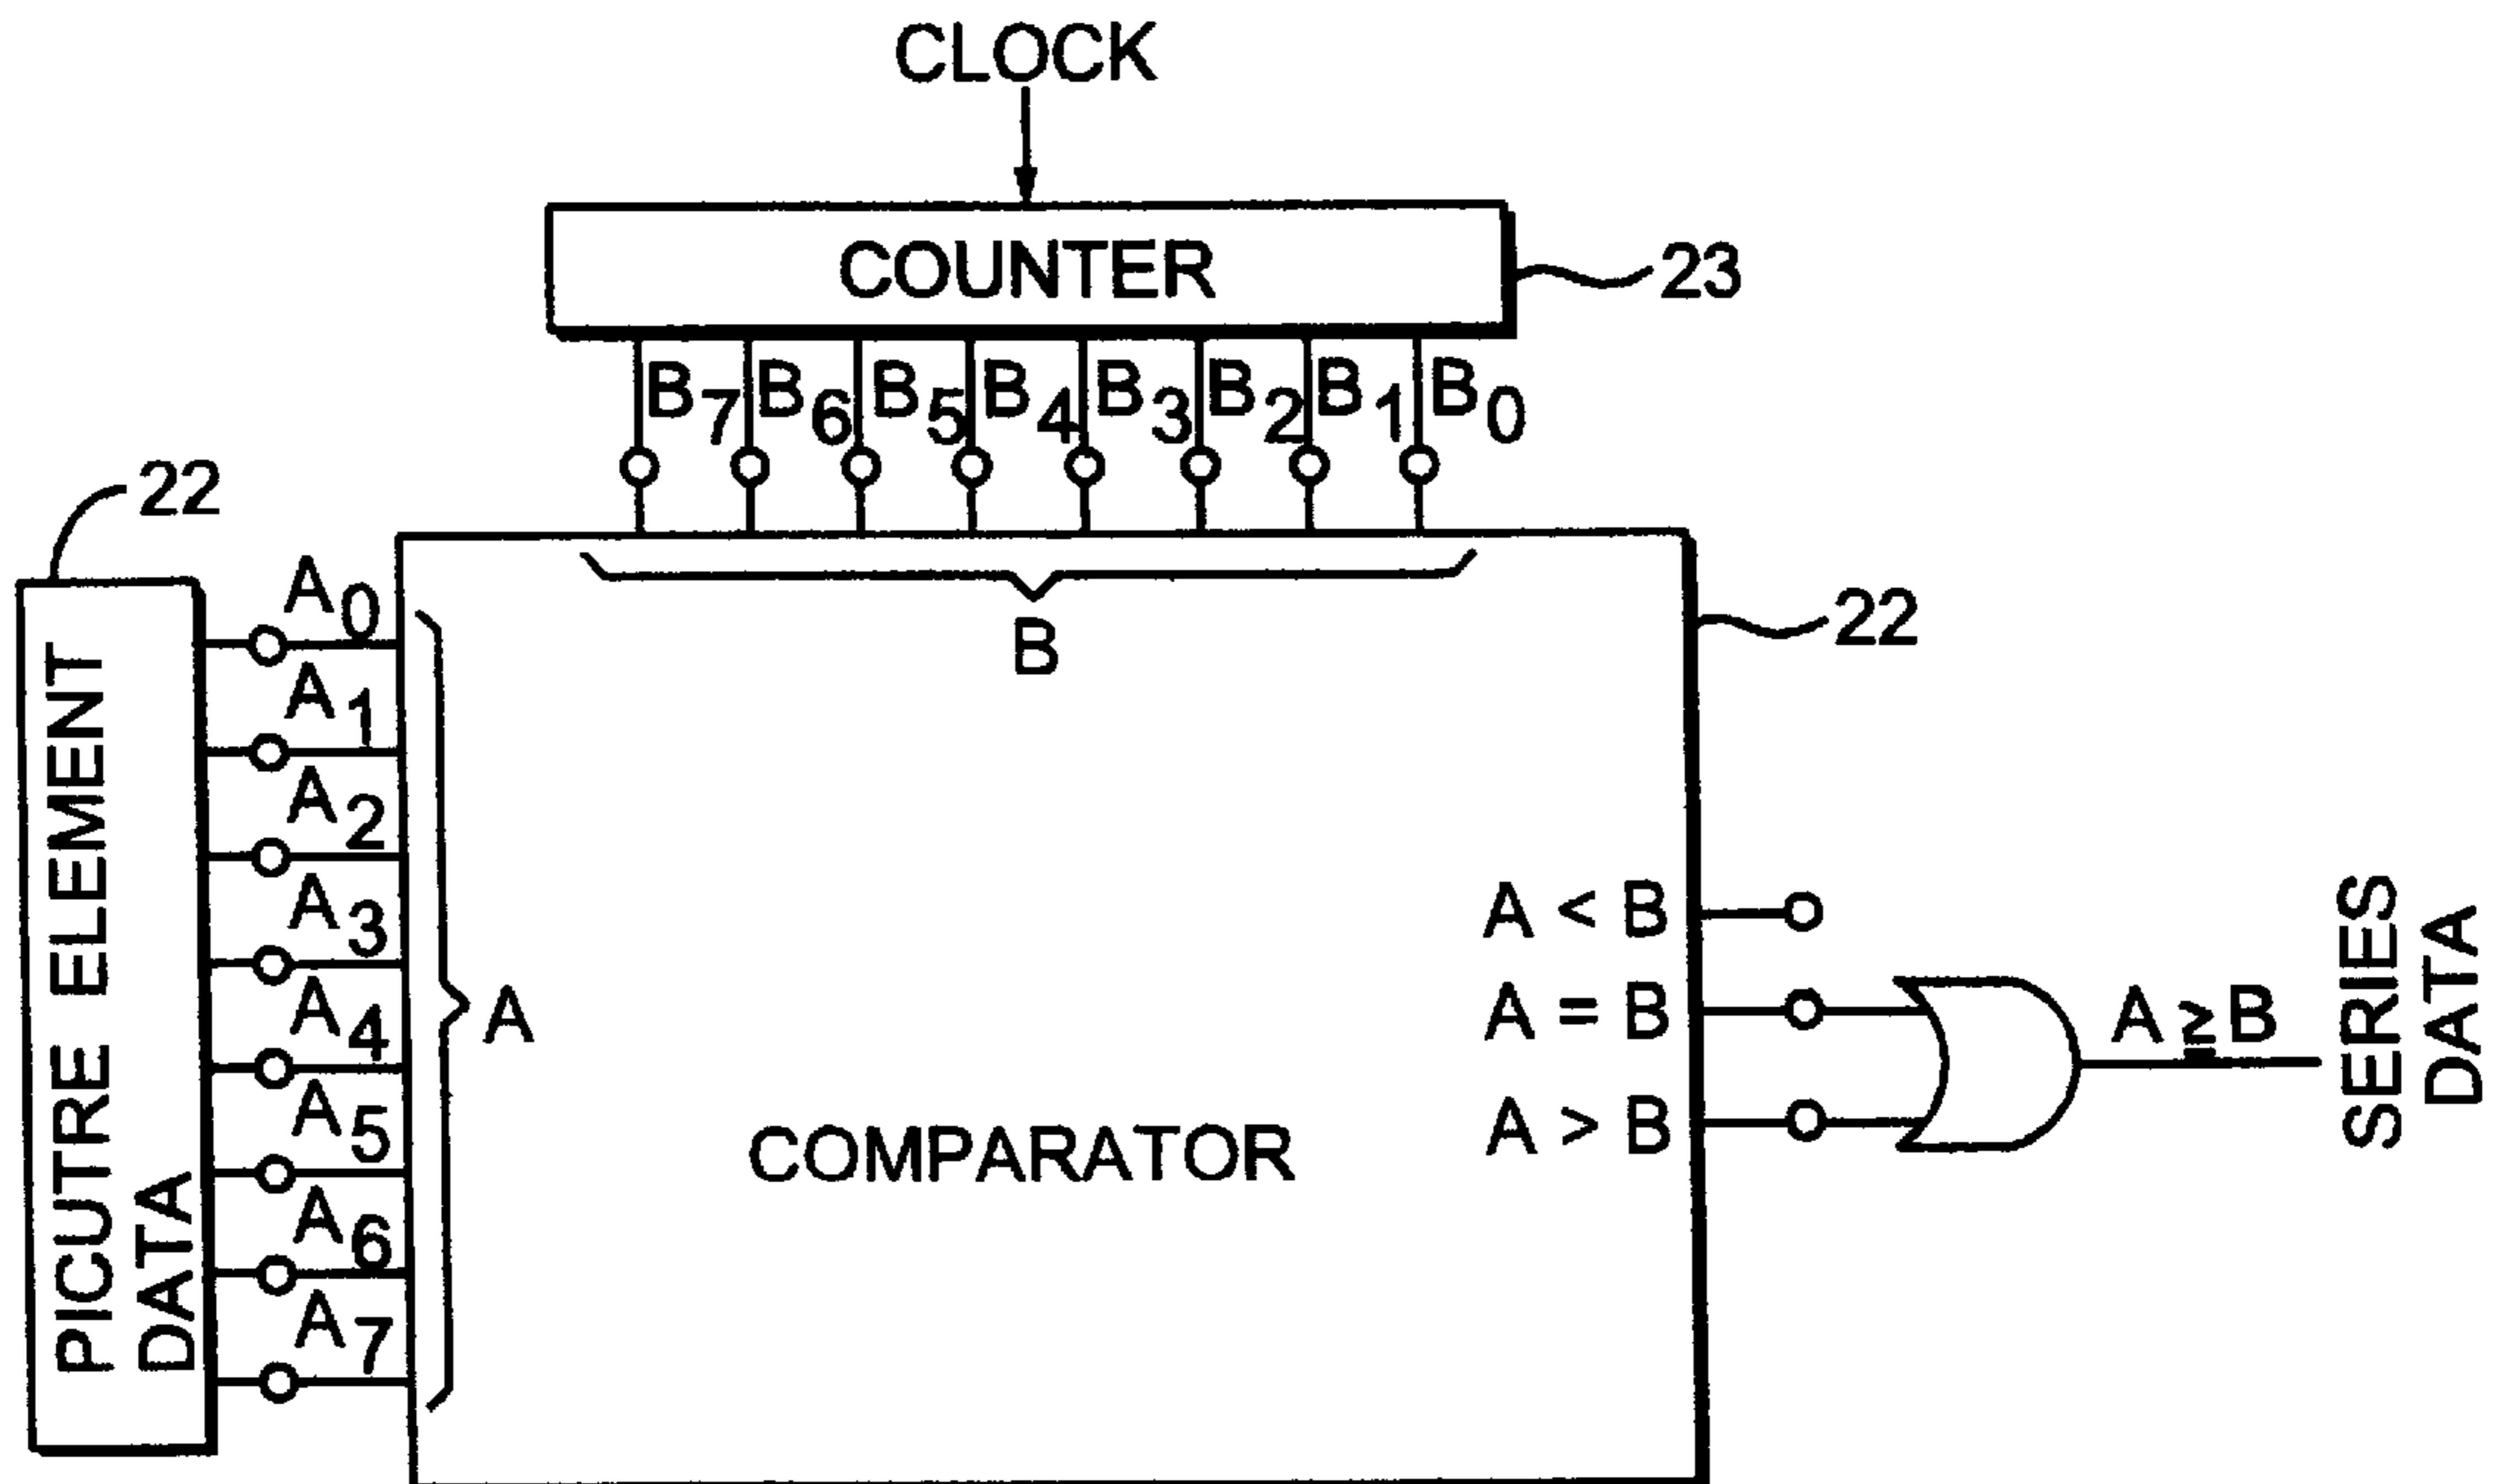 CLOCK
COUNTER
23
B7 B6 B5 B4 B3 B2 B1 B0
22
B
22
A0
A1
A2
A3
A4
A5
A6
A7
PICUTRE ELEMENT
DATA
A
COMPARATOR
A < B
A = B
A > B
A ≥ B
SERIES
DATA